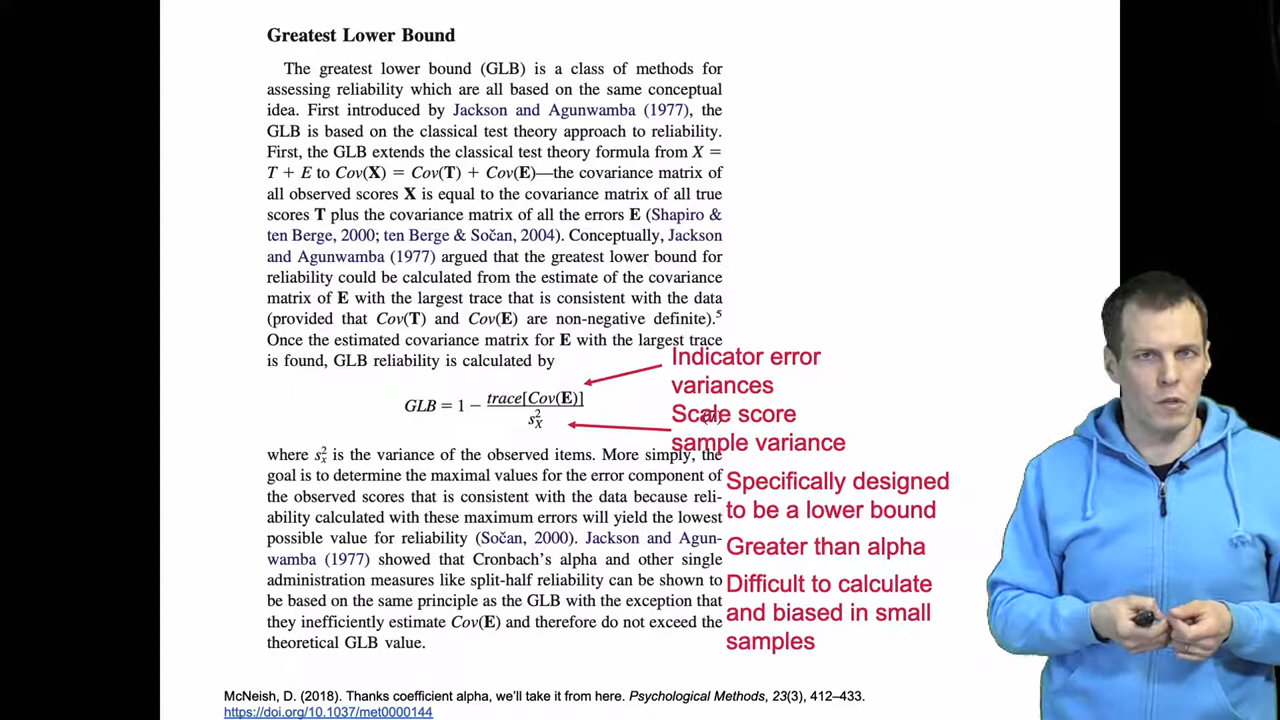 Greatest Lower Bound
The greatest lower bound (GLB) is a class of methods for
assessing reliability which are all based on the same conceptual
idea. First introduced by Jackson and Agunwamba (1977), the
GLB is based on the classical test theory approach to reliability.
First, the GLB extends the classical test theory formula from X =
T + E to Cov(X) = Cov(T) + Cov(E)—the covariance matrix of
all observed scores X is equal to the covariance matrix of all true
scores T plus the covariance matrix of all the errors E (Shapiro &
ten Berge, 2000; ten Berge & Sočan, 2004). Conceptually, Jackson
and Agunwamba (1977) argued that the greatest lower bound for
reliability could be calculated from the estimate of the covariance
matrix of E with the largest trace that is consistent with the data
(provided that Cov(T) and Cov(E) are non-negative definite).⁵
Once the estimated covariance matrix for E with the largest trace
is found, GLB reliability is calculated by
GLB = 1 − trace[Cov(E)] / s²X
where s²x is the variance of the observed items. More simply, the
goal is to determine the maximal values for the error component of
the observed scores that is consistent with the data because reli-
ability calculated with these maximum errors will yield the lowest
possible value for reliability (Sočan, 2000). Jackson and Agun-
wamba (1977) showed that Cronbach's alpha and other single
administration measures like split-half reliability can be shown to
be based on the same principle as the GLB with the exception that
they inefficiently estimate Cov(E) and therefore do not exceed the
theoretical GLB value.
Indicator error
variances
Scale score
sample variance
Specifically designed
to be a lower bound
Greater than alpha
Difficult to calculate
and biased in small
samples
McNeish, D. (2018). Thanks coefficient alpha, we'll take it from here. Psychological Methods, 23(3), 412–433.
https://doi.org/10.1037/met0000144